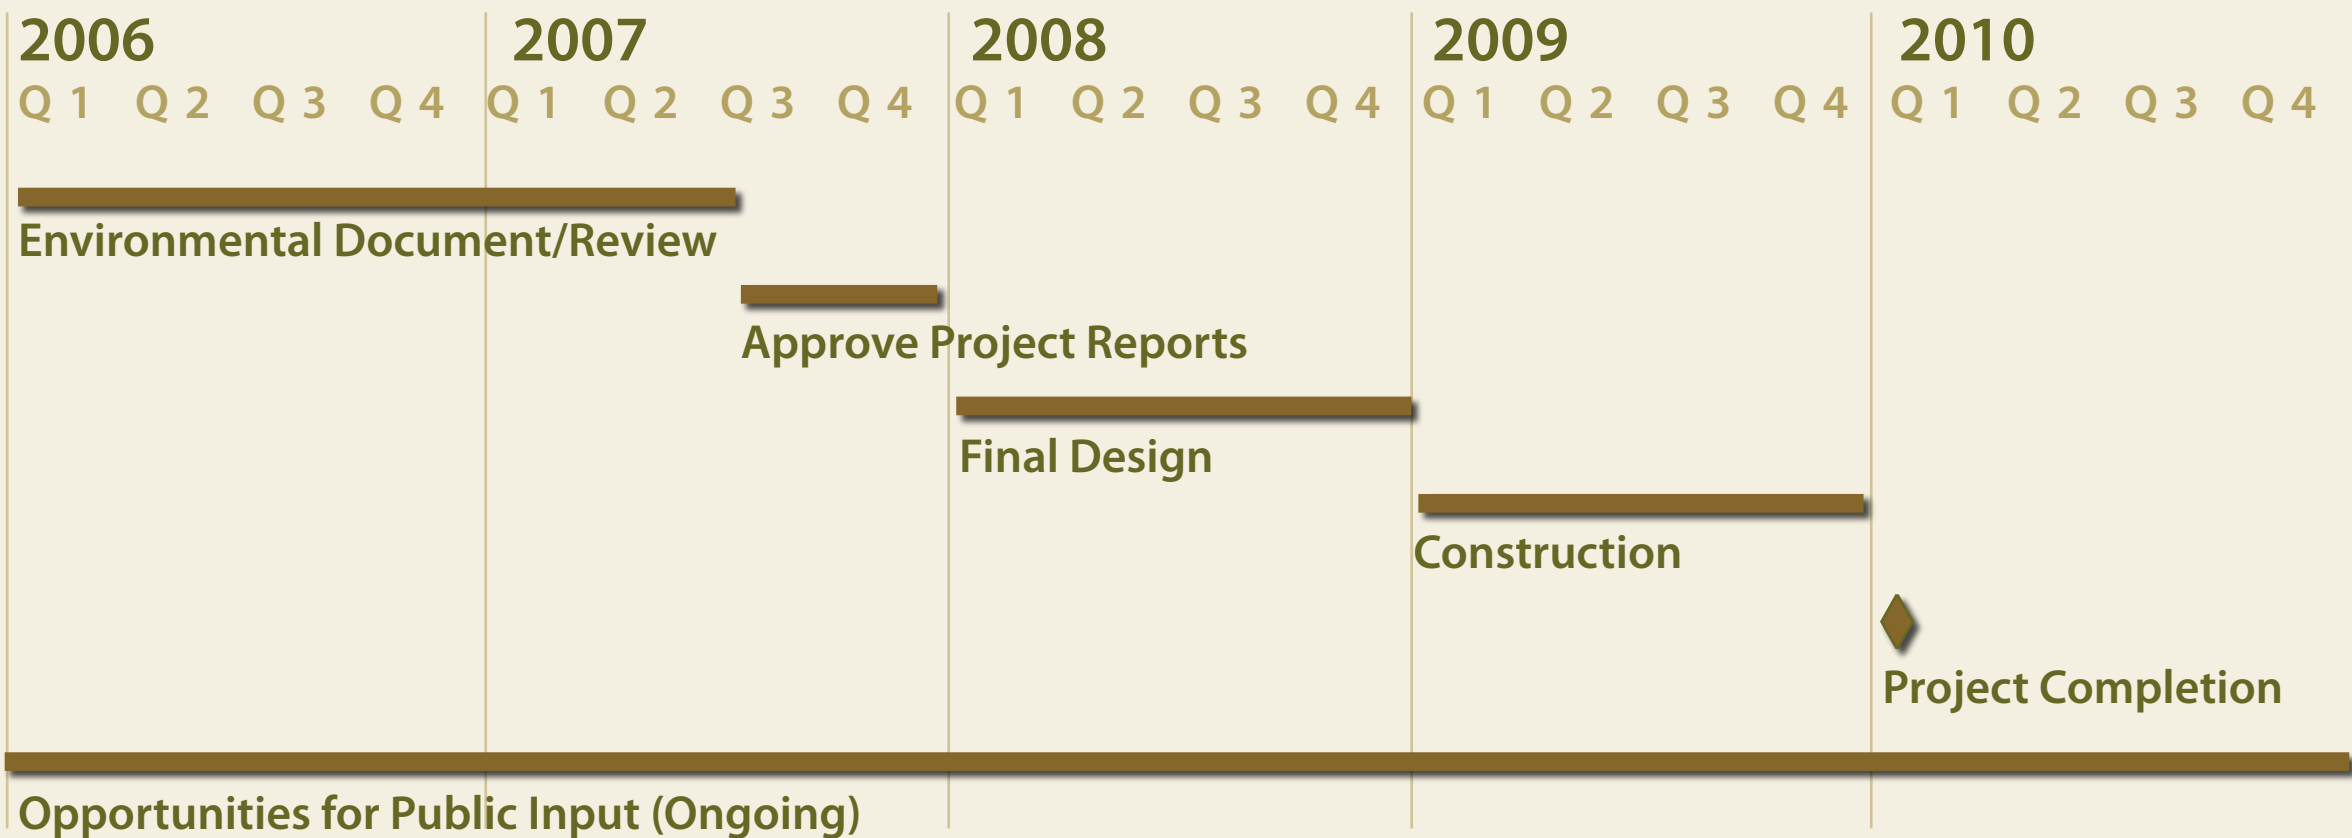 2006 2007 2008 2009 2010
Q 1 Q 2 Q 3 Q 4 Q 1 Q 2 Q 3 Q 4 Q 1 Q 2 Q 3 Q 4 Q 1 Q 2 Q 3 Q 4 Q 1 Q 2 Q 3 Q 4
Environmental Document/Review
Approve Project Reports
Final Design
Construction
Project Completion
Opportunities for Public Input (Ongoing)